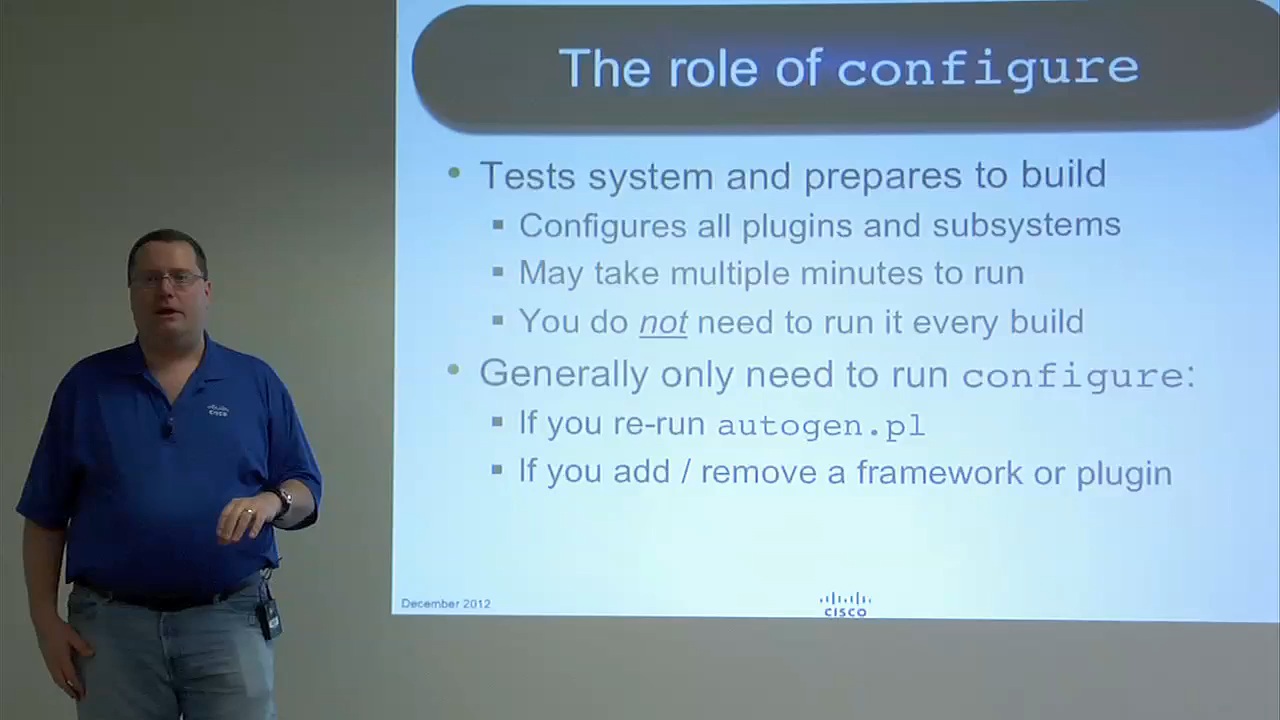 The role of configure
Tests system and prepares to build
Configures all plugins and subsystems
May take multiple minutes to run
You do not need to run it every build
Generally only need to run configure:
If you re-run autogen.pl
If you add / remove a framework or plugin
December 2012
CISCO
CISCO